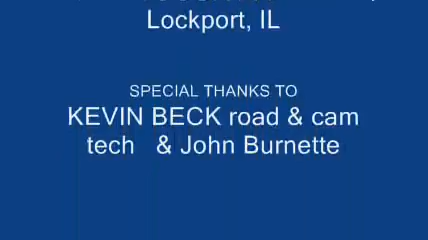 Lockport, IL
SPECIAL THANKS TO
KEVIN BECK road & cam
tech & John Burnette